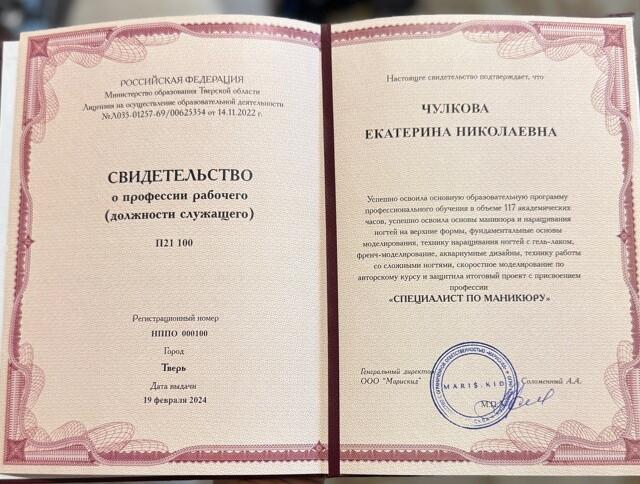 РОССИЙСКАЯ ФЕДЕРАЦИЯ
Министерство образования Тверской области
Лицензия на осуществление образовательной деятельности
№Л035-01257-69/00625354 от 14.11.2022 г.
СВИДЕТЕЛЬСТВО
о профессии рабочего
(должности служащего)
П21 100
Регистрационный номер
НППО 000100
Город
Тверь
Дата выдачи
19 февраля 2024
Настоящее свидетельство подтверждает, что
ЧУЛКОВА
ЕКАТЕРИНА НИКОЛАЕВНА
Успешно освоила основную образовательную программу
профессионального обучения в объеме 117 академических
часов, успешно освоила основы маникюра и наращивания
ногтей на верхние формы, фундаментальные основы
моделирования, технику наращивания ногтей с гель-лаком,
френч-моделирование, аквариумные дизайны, технику работы
со сложными ногтями, скоростное моделирование по
авторскому курсу и защитила итоговый проект с присвоением
профессии
«СПЕЦИАЛИСТ ПО МАНИКЮРУ»
Генеральный директор
ООО "Марискид"
Соломенный А.А.
MARIS.KID
М.П.